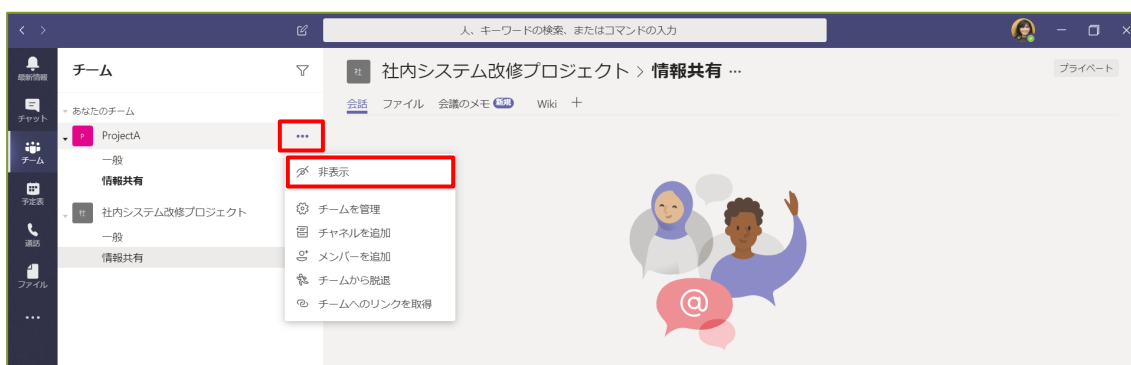 人、キーワードの検索、またはコマンドの入力
最新情報
チャット
チーム
予定表
通話
ファイル
チーム
あなたのチーム
P ProjectA
一般
情報共有
社 社内システム改修プロジェクト
一般
情報共有
非表示
チームを管理
チャネルを追加
メンバーを追加
チームから脱退
チームへのリンクを取得
社 社内システム改修プロジェクト > 情報共有 …
プライベート
会話 ファイル 会議のメモ 新規 Wiki +
@